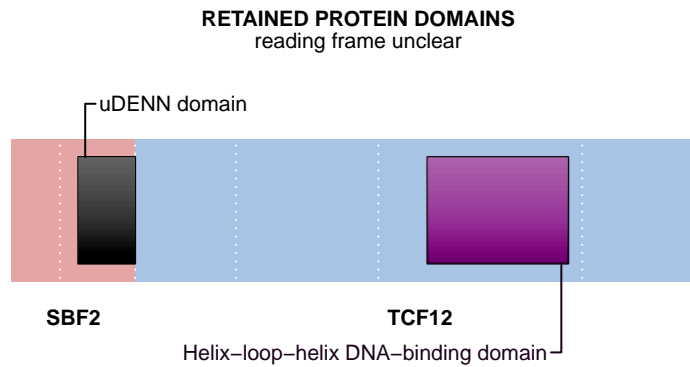 RETAINED PROTEIN DOMAINS
reading frame unclear
uDENN domain
SBF2
TCF12
Helix−loop−helix DNA−binding domain